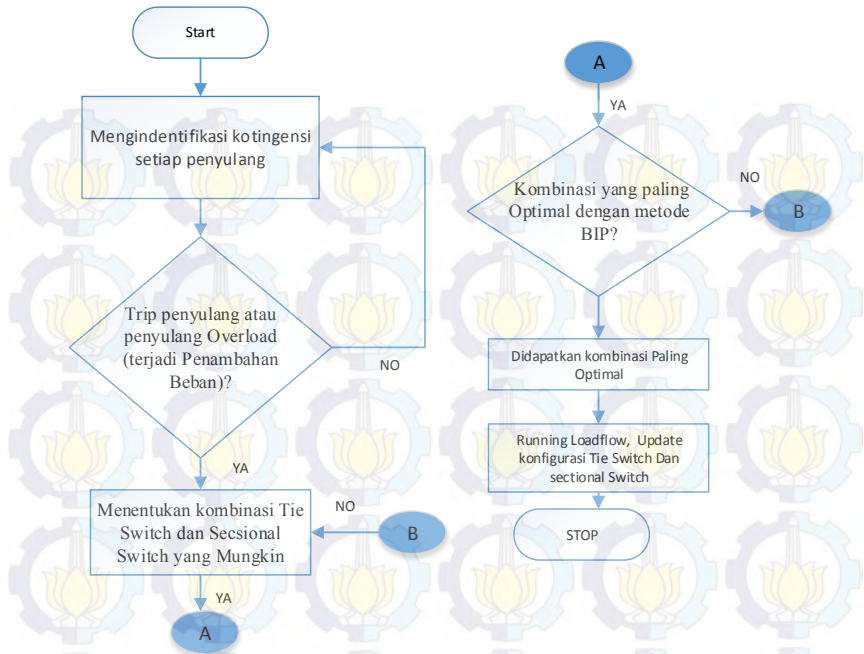 Start
Mengindentifikasi kotingensi
setiap penyulang
Trip penyulang atau
penyulang Overload
(terjadi Penambahan
Beban)?
NO
YA
Menentukan kombinasi Tie
Switch dan Secsional
Switch yang Mungkin
NO
B
YA
A
A
YA
Kombinasi yang paling
Optimal dengan metode
BIP?
NO
B
Didapatkan kombinasi Paling
Optimal
Running Loadflow, Update
konfigurasi Tie Switch Dan
sectional Switch
STOP